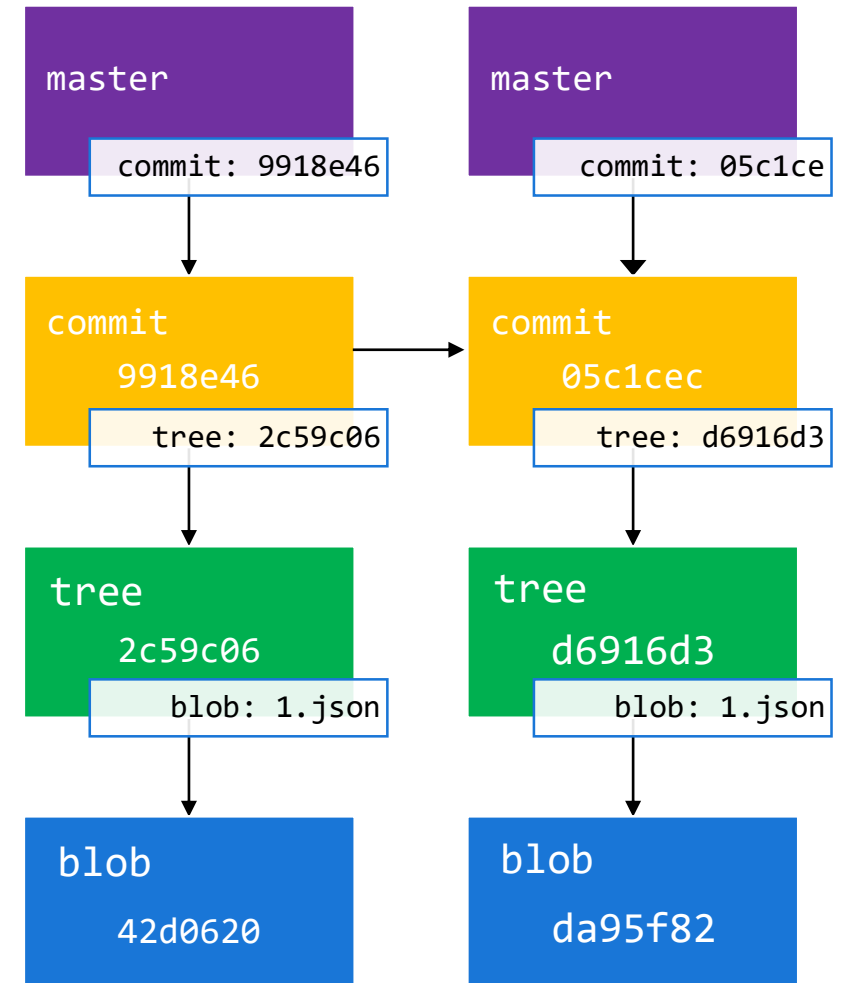 master
commit: 9918e46
commit
9918e46
tree: 2c59c06
tree
2c59c06
blob: 1.json
blob
42d0620
master
commit: 05c1ce
commit
05c1cec
tree: d6916d3
tree
d6916d3
blob: 1.json
blob
da95f82